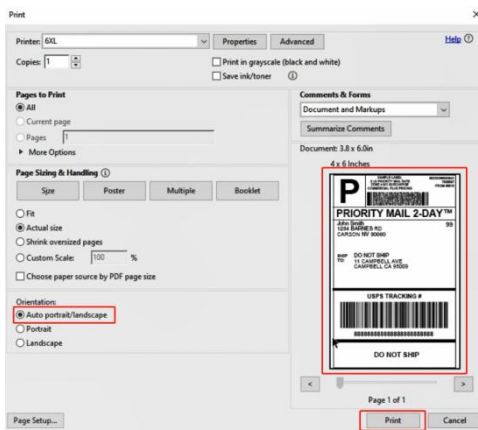 Print
Printer: 6XL
Properties
Advanced
Help
Copies: 1
Print in grayscale (black and white)
Save ink/toner
Pages to Print
All
Current page
Pages 1
More Options
Page Sizing & Handling
Size
Poster
Multiple
Booklet
Fit
Actual size
Shrink oversized pages
Custom Scale: 100 %
Choose paper source by PDF page size
Orientation:
Auto portrait/landscape
Portrait
Landscape
Comments & Forms
Document and Markups
Summarize Comments
Document: 3.8 x 6.0in
4 x 6 Inches
P
PRIORITY MAIL 2-DAY™
John Smith 99
1234 BARNES RD
CARSON NV 90060
SHIP TO: DO NOT SHIP
11 CAMPBELL AVE
CAMPBELL CA 95009
USPS TRACKING #
DO NOT SHIP
<
>
Page 1 of 1
Page Setup...
Print
Cancel